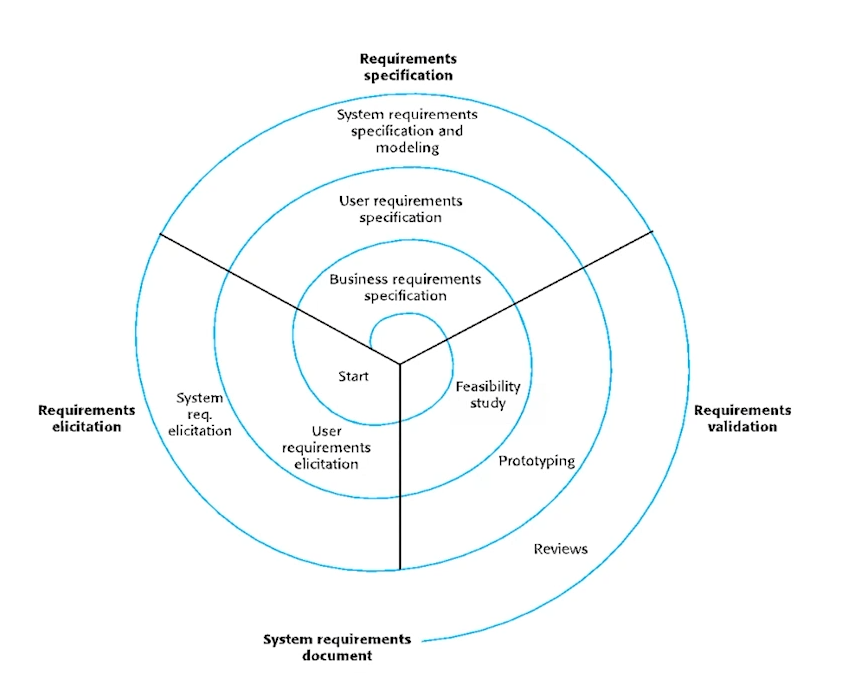 Requirements
specification
System requirements
specification and
modeling
User requirements
specification
Business requirements
specification
Start
Feasibility
study
System
req.
elicitation
Requirements
elicitation
Requirements
validation
User
requirements
elicitation
Prototyping
Reviews
System requirements
document